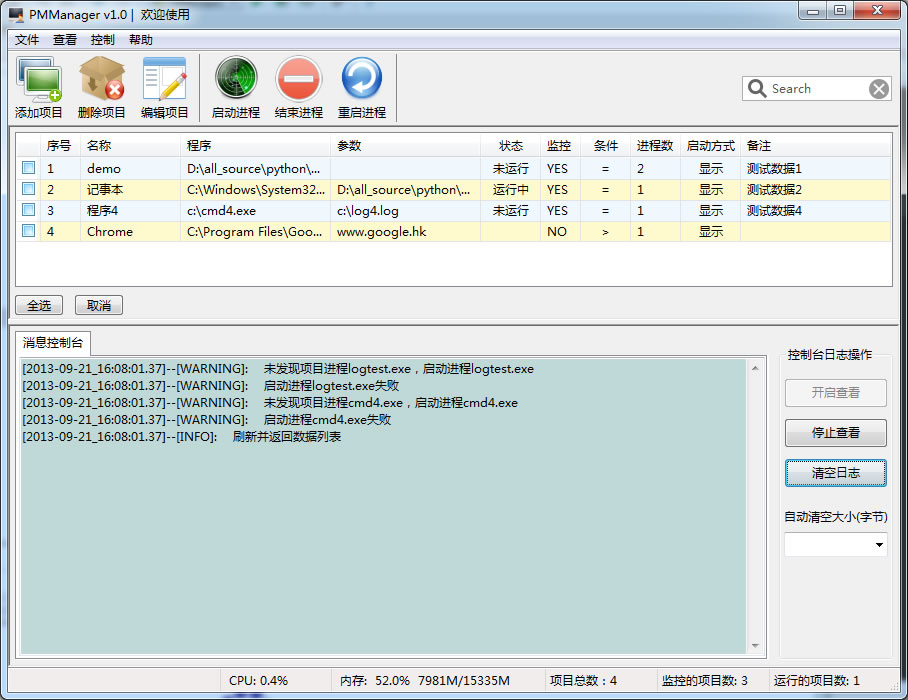 PMManager v1.0 | 欢迎使用
文件 查看 控制 帮助
添加项目 删除项目 编辑项目 启动进程 结束进程 重启进程 Search
序号 名称 程序 参数 状态 监控 条件 进程数 启动方式 备注
1 demo D:\all_source\python\... 未运行 YES = 2 显示 测试数据1
2 记事本 C:\Windows\System32... D:\all_source\python\... 运行中 YES = 1 显示 测试数据2
3 程序4 c:\cmd4.exe c:\log4.log 未运行 YES = 1 显示 测试数据4
4 Chrome C:\Program Files\Goo... www.google.hk NO > 1 显示
全选 取消
消息控制台
[2013-09-21_16:08:01.37]--[WARNING]: 未发现项目进程logtest.exe，启动进程logtest.exe
[2013-09-21_16:08:01.37]--[WARNING]: 启动进程logtest.exe失败
[2013-09-21_16:08:01.37]--[WARNING]: 未发现项目进程cmd4.exe，启动进程cmd4.exe
[2013-09-21_16:08:01.37]--[WARNING]: 启动进程cmd4.exe失败
[2013-09-21_16:08:01.37]--[INFO]: 刷新并返回数据列表
控制台日志操作
开启查看
停止查看
清空日志
自动清空大小(字节)
CPU: 0.4% 内存: 52.0% 7981M/15335M 项目总数：4 监控的项目数: 3 运行的项目数: 1